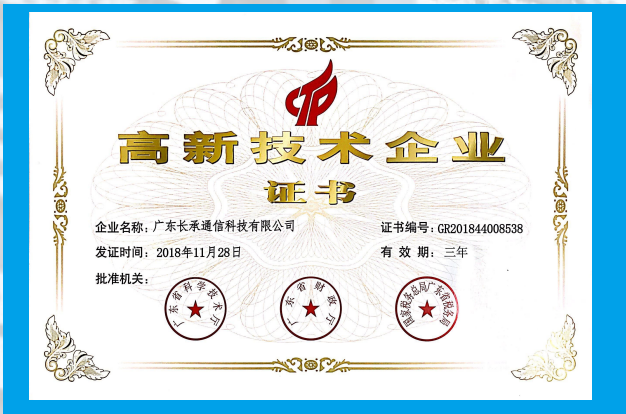 高新技术企业
证书
企业名称：广东长承通信科技有限公司
证书编号：GR201844008538
发证时间：2018年11月28日
有 效 期：三年
批准机关：
广东省科学技术厅
广东省财政厅
国家税务总局广东省税务局